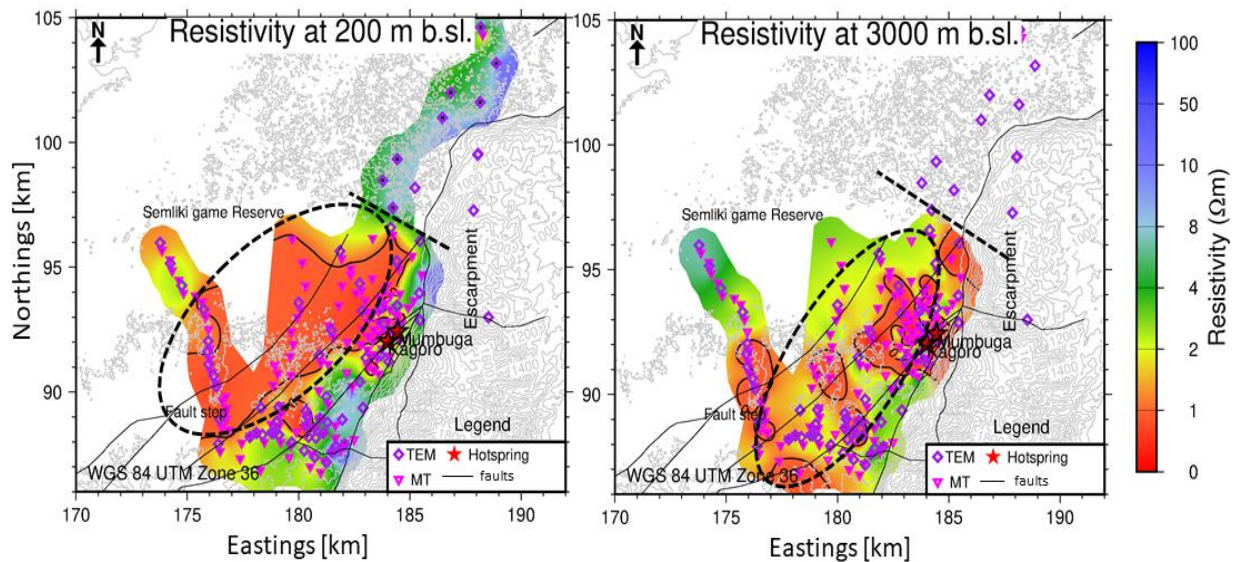 Resistivity at 200 m b.sl.
N
Semliki game Reserve
Escarpment
Mumbuga
Kagoro
Fault step
Legend
TEM Hotspring
MT faults
WGS 84 UTM Zone 36
105
100
95
90
170 175 180 185 190
Northings [km]
Eastings [km]
Resistivity at 3000 m b.sl.
N
Semliki game Reserve
Escarpment
Mumbuga
Kagoro
Fault step
Legend
TEM Hotspring
MT faults
WGS 84 UTM Zone 36
105
100
95
90
170 175 180 185 190
Eastings [km]
100
50
10
8
4
2
1
0
Resistivity (Ωm)